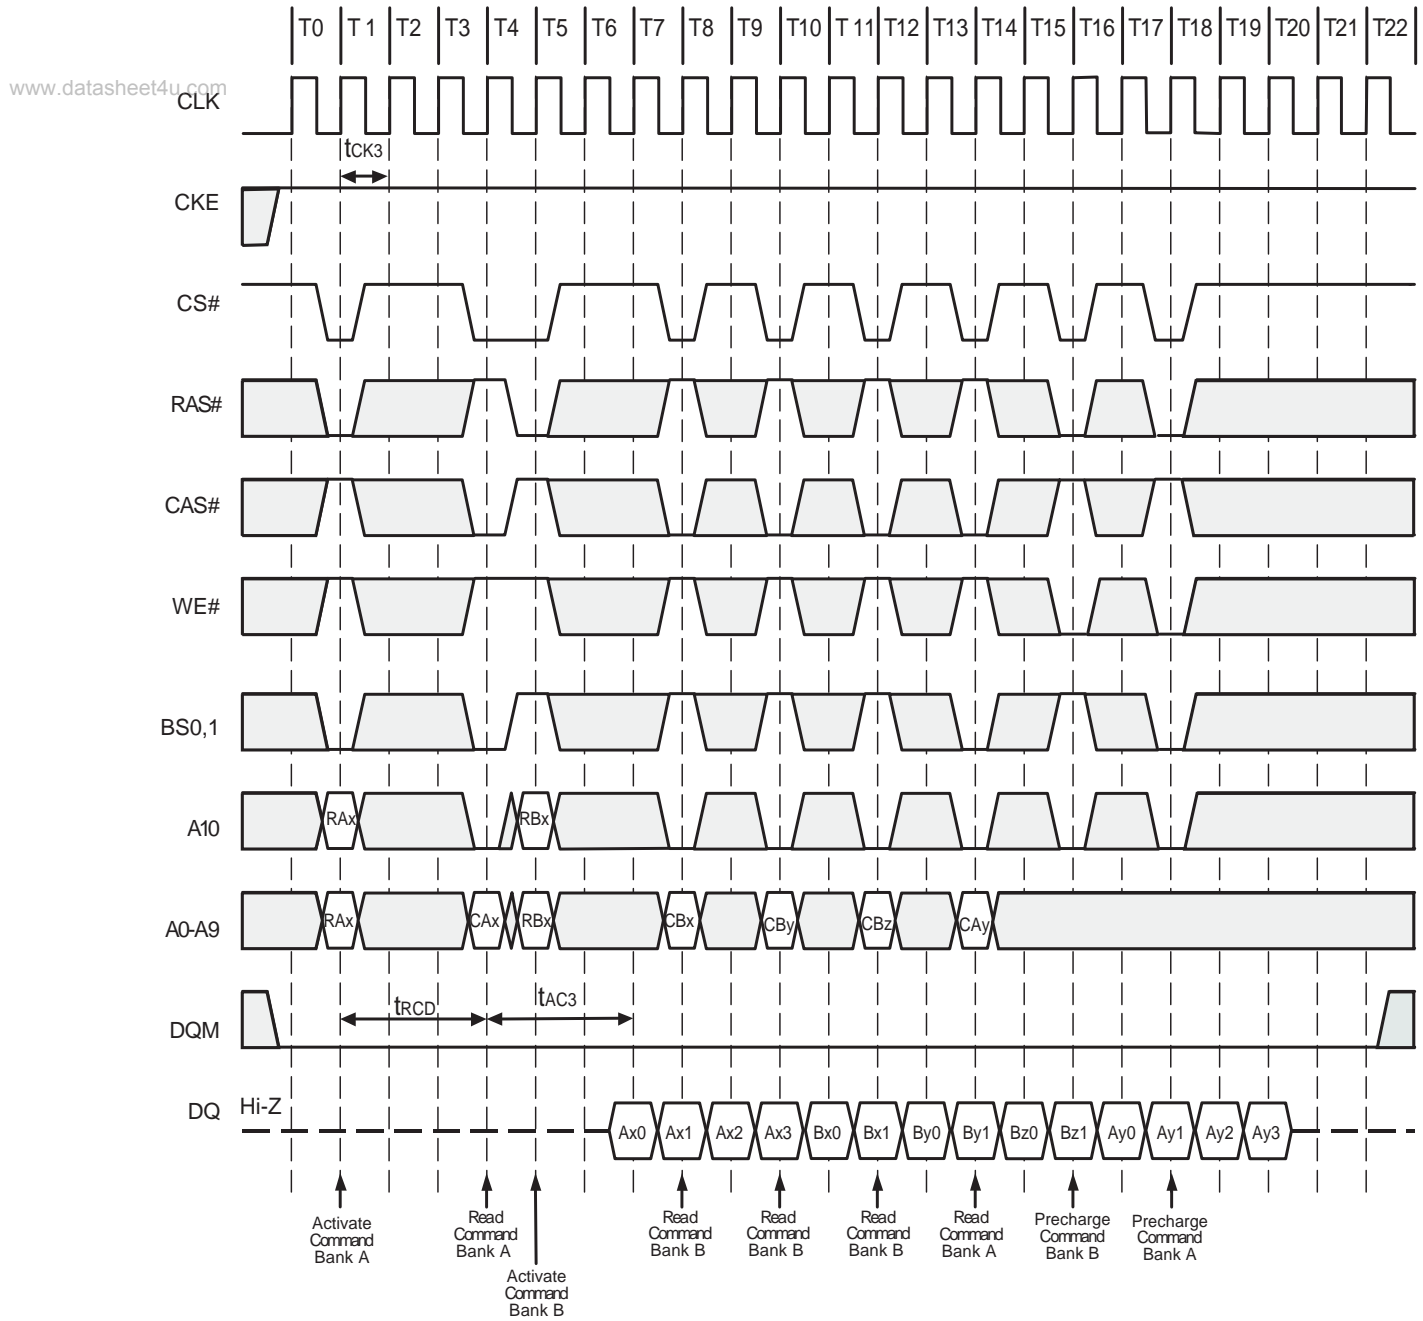 T0 T1 T2 T3 T4 T5 T6 T7 T8 T9 T10 T11 T12 T13 T14 T15 T16 T17 T18 T19 T20 T21 T22
www.datasheet4u.com
CLK
tCK3
CKE
CS#
RAS#
CAS#
WE#
BS0,1
A10 RAx RBx
A0-A9 RAx CAx RBx CBx CBy CBz CAy
tRCD tAC3
DQM
DQ Hi-Z Ax0 Ax1 Ax2 Ax3 Bx0 Bx1 By0 By1 Bz0 Bz1 Ay0 Ay1 Ay2 Ay3
Activate
Command
Bank A
Read
Command
Bank A
Activate
Command
Bank B
Read
Command
Bank B
Read
Command
Bank B
Read
Command
Bank B
Read
Command
Bank A
Precharge
Command
Bank B
Precharge
Command
Bank A